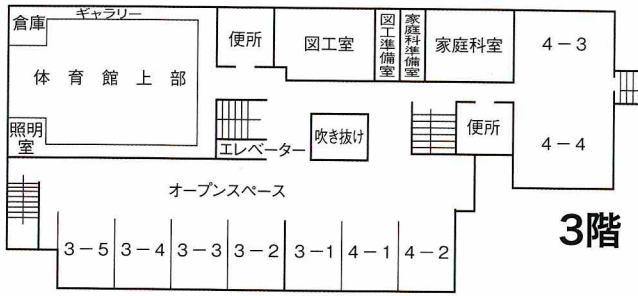 ギャラリー
倉庫
体育館上部
照明室
便所
図工室
図工準備室
家庭科準備室
家庭科室
4－3
エレベーター
吹き抜け
便所
4－4
オープンスペース
3－5
3－4
3－3
3－2
3－1
4－1
4－2
3階